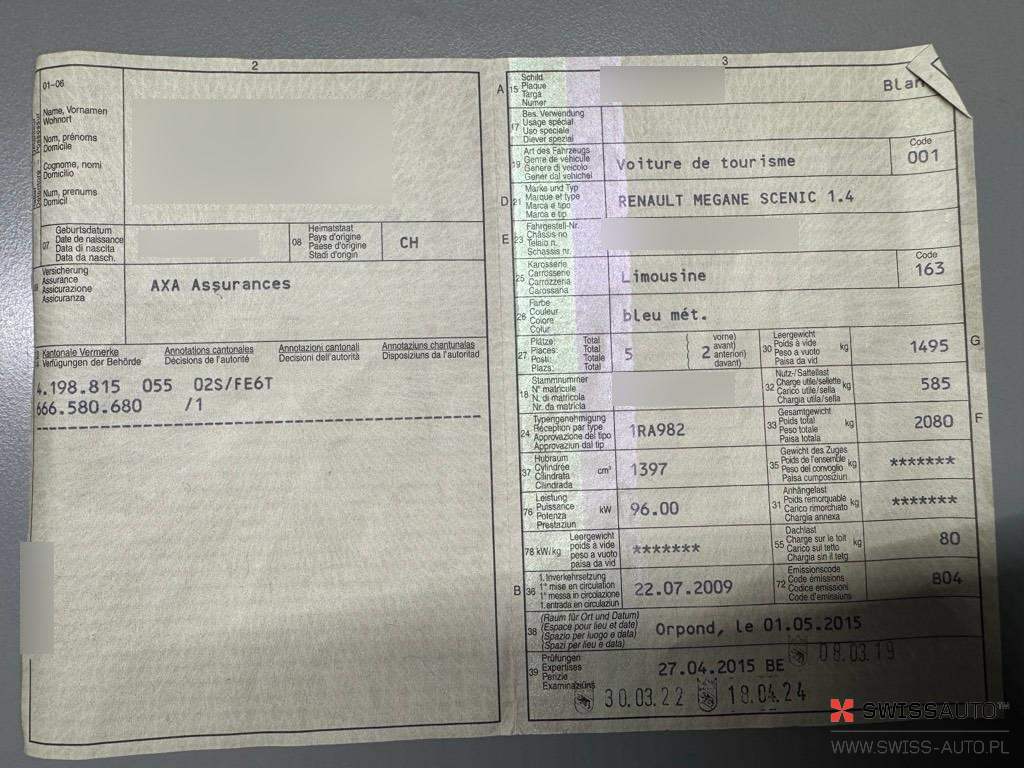 2
01-06
Name, Vornamen
Wohnort
Nom, prénoms
Domicile
Cognome, nomi
Domicilio
Num, prenums
Domicil
07
Geburtsdatum
Date de naissance
Data di nascita
Data da nasch.
08
Heimatstaat
Pays d'origine
Paese d'origine
Stadi d'origin
CH
Versicherung
Assurance
Assicurazione
Assicuranza
AXA Assurances
Kantonale Vermerke
Verfügungen der Behörde
Annotations cantonales
Décisions de l'autorité
Annotazioni cantonali
Decisioni dell'autorità
Annotaziuns chantunalas
Disposiziuns da l'autoritad
4.198.815 055 02S/FE6T
666.580.680 /1
3
A
15
Schild
Plaque
Targa
Numer
Blan
17
Bes. Verwendung
Usage spécial
Uso speciale
Diever spezial
19
Art des Fahrzeugs
Genre de véhicule
Genere di veicolo
Gener dal vehichel
Voiture de tourisme
Code
001
D
21
Marke und Typ
Marque et type
Marca e tipo
Marca e tip
RENAULT MEGANE SCENIC 1.4
E
23
Fahrgestell-Nr.
Châssis no
Telaio n.
Schassis nr.
25
Karosserie
Carrosserie
Carrozzeria
Carossaria
Limousine
Code
163
26
Farbe
Couleur
Colore
Colur
bleu mét.
27
Plätze: Total
Places: Total
Posti: Totale
Plazs: Total
5
( 2
vorne)
avant)
anteriori)
davant)
30
Leergewicht
Poids à vide
Peso a vuoto
Paisa da vid
kg
1495
G
18
Stammnummer
N° matricule
N. di matricola
Nr. da matricla
32
Nutz-/Sattellast
Charge utile/sellette
Carico utile/sella
Chargia utila/sella
kg
585
24
Typengenehmigung
Réception par type
Approvazione del tipo
Approvaziun dal tip
1RA982
33
Gesamtgewicht
Poids total
Peso totale
Paisa totala
kg
2080
F
37
Hubraum
Cylindrée
Cilindrata
Cilindrada
cm³
1397
35
Gewicht des Zuges
Poids de l'ensemble
Peso del convoglio
Paisa cumposiziun
kg
*******
76
Leistung
Puissance
Potenza
Prestaziun
kW
96.00
31
Anhängelast
Poids remorquable
Carico rimorchiato
Chargia annexa
kg
*******
78 kW/kg
Leergewicht
poids à vide
peso a vuoto
paisa da vid
*******
55
Dachlast
Charge sur le toit
Carico sul tetto
Chargia sin il tetg
kg
80
B
36
1. Inverkehrsetzung
1re mise en circulation
1a messa in circolazione
1. entrada en circulaziun
22.07.2009
72
Emissionscode
Code émissions
Codice emissioni
Code d'emissiuns
B04
38
(Raum für Ort und Datum)
(Espace pour lieu et date)
(Spazio per luogo e data)
(Spazi per lieu e data)
Orpond, le 01.05.2015
39
Prüfungen
Expertises
Perizie
Examinaziuns
27.04.2015 BE
08.03.19
30.03.22
18.04.24
SWISSAUTO™
WWW.SWISS-AUTO.PL